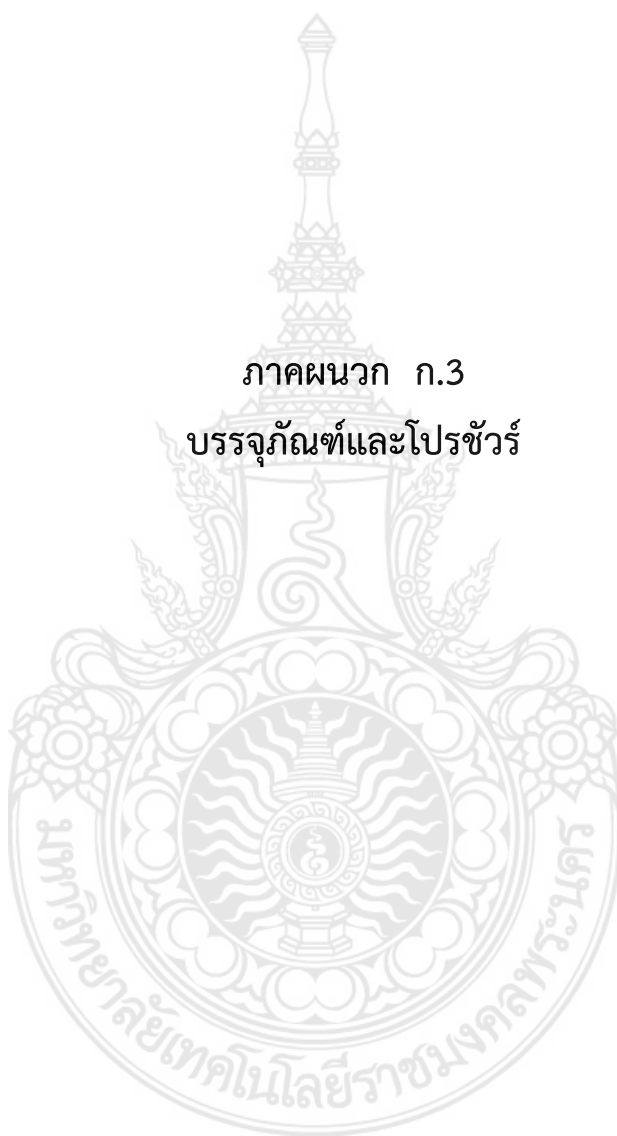 ภาคผนวก ก.3
บรรจุภัณฑ์และโปรชัวร์
มหาวิทยาลัยเทคโนโลยีราชมงคลพระนคร